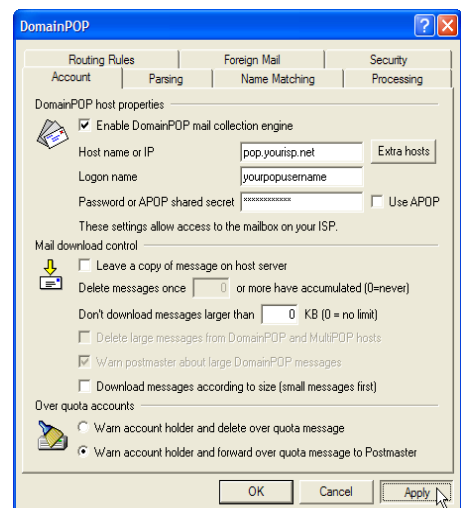 DomainPOP
Routing Rules Foreign Mail Security
Account Parsing Name Matching Processing
DomainPOP host properties
Enable DomainPOP mail collection engine
Host name or IP pop.yourisp.net Extra hosts
Logon name yourpopusername
Password or APOP shared secret xxxxxxxxxxxx Use APOP
These settings allow access to the mailbox on your ISP.
Mail download control
Leave a copy of message on host server
Delete messages once 0 or more have accumulated (0=never)
Don't download messages larger than 0 KB (0 = no limit)
Delete large messages from DomainPOP and MultiPOP hosts
Warn postmaster about large DomainPOP messages
Download messages according to size (small messages first)
Over quota accounts
Warn account holder and delete over quota message
Warn account holder and forward over quota message to Postmaster
OK Cancel Apply